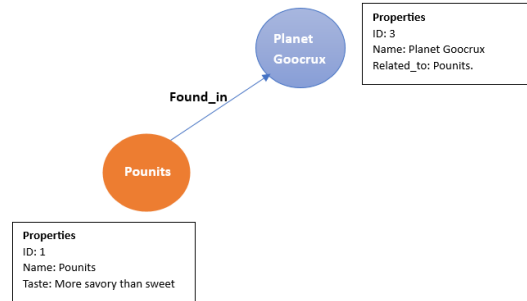 Planet
Goocrux
Properties
ID: 3
Name: Planet Goocrux
Related_to: Pounits.
Found_in
Pounits
Properties
ID: 1
Name: Pounits
Taste: More savory than sweet